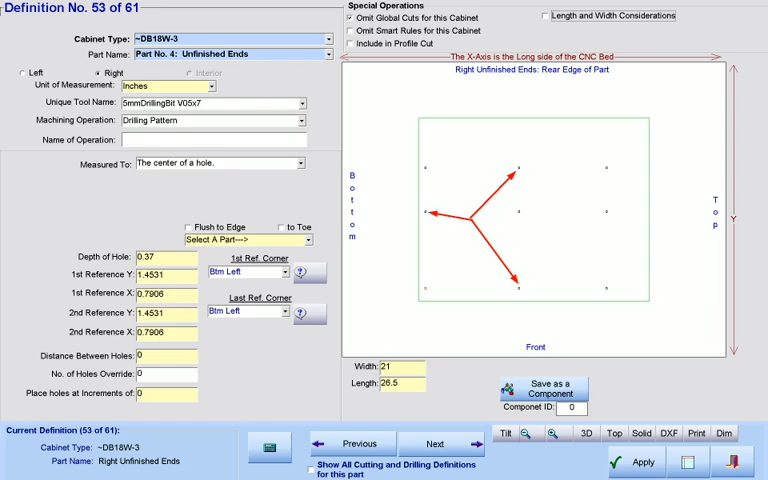 Definition No. 53 of 61
Cabinet Type: ~DB18W-3
Part Name: Part No. 4: Unfinished Ends
Left Right Interior
Unit of Measurement: Inches
Unique Tool Name: 5mmDrillingBit V05x7
Machining Operation: Drilling Pattern
Name of Operation:
Measured To: The center of a hole.
Flush to Edge to Toe
Select A Part--->
Depth of Hole: 0.37
1st Reference Y: 1.4531
1st Reference X: 0.7906
2nd Reference Y: 1.4531
2nd Reference X: 0.7906
Distance Between Holes: 0
No. of Holes Override: 0
Place holes at Increments of: 0
1st Ref. Corner
Btm Left
Last Ref. Corner
Btm Left
Special Operations
Omit Global Cuts for this Cabinet
Omit Smart Rules for this Cabinet
Include in Profile Cut
Length and Width Considerations
The X-Axis is the Long side of the CNC Bed
Right Unfinished Ends: Rear Edge of Part
Bottom
Top
Y
Front
Width: 21
Length: 26.5
Save as a
Component
Componet ID: 0
Current Definition (53 of 61):
Cabinet Type: ~DB18W-3
Part Name: Right Unfinished Ends
Previous Next
Show All Cutting and Drilling Definitions
for this part
Tilt 3D Top Solid DXF Print Dim
Apply